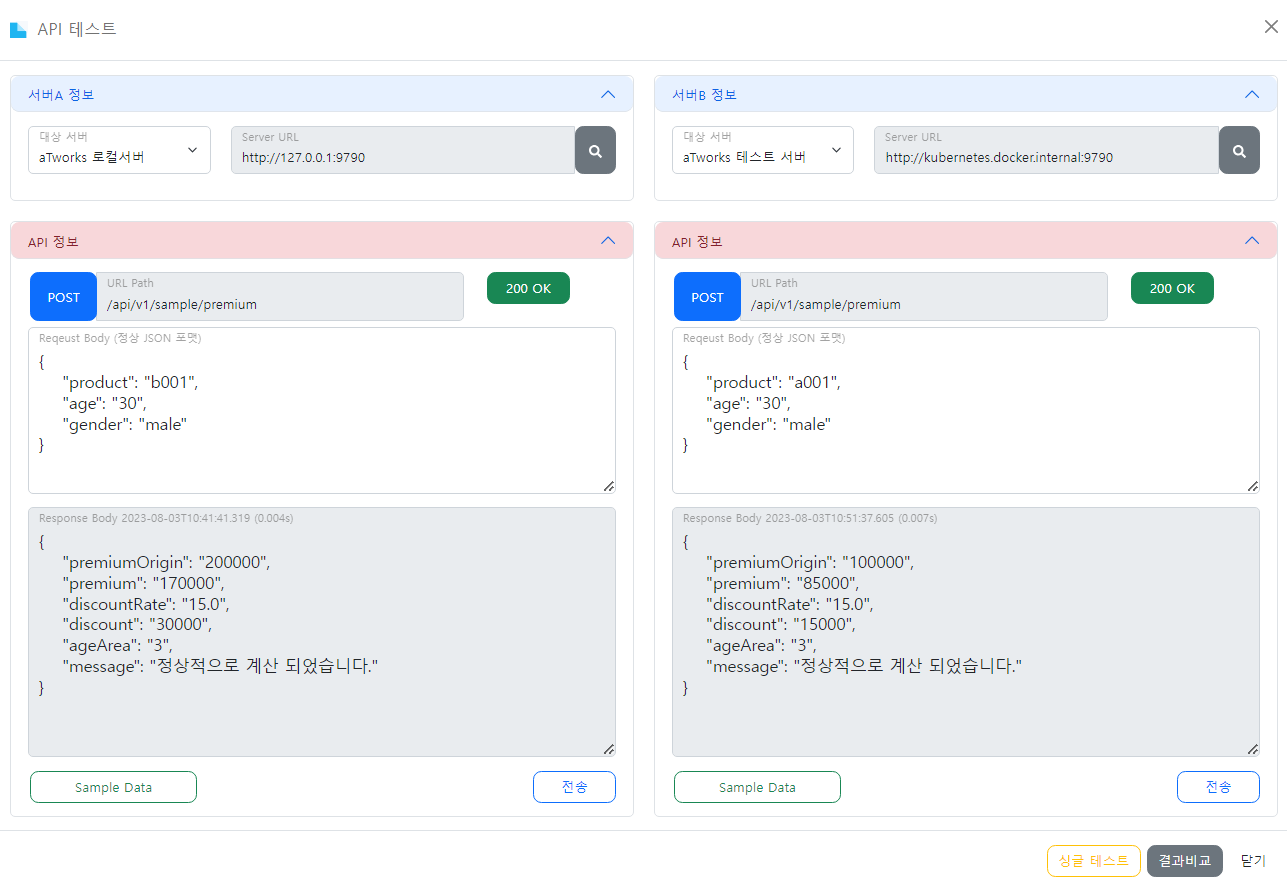 API 테스트
서버A 정보
대상 서버
aTworks 로컬서버
Server URL
http://127.0.0.1:9790
API 정보
POST
URL Path
/api/v1/sample/premium
200 OK
Reqeust Body (정상 JSON 포맷)
{
"product": "b001",
"age": "30",
"gender": "male"
}
Response Body 2023-08-03T10:41:41.319 (0.004s)
{
"premiumOrigin": "200000",
"premium": "170000",
"discountRate": "15.0",
"discount": "30000",
"ageArea": "3",
"message": "정상적으로 계산 되었습니다."
}
Sample Data
전송
서버B 정보
대상 서버
aTworks 테스트 서버
Server URL
http://kubernetes.docker.internal:9790
API 정보
POST
URL Path
/api/v1/sample/premium
200 OK
Reqeust Body (정상 JSON 포맷)
{
"product": "a001",
"age": "30",
"gender": "male"
}
Response Body 2023-08-03T10:51:37.605 (0.007s)
{
"premiumOrigin": "100000",
"premium": "85000",
"discountRate": "15.0",
"discount": "15000",
"ageArea": "3",
"message": "정상적으로 계산 되었습니다."
}
Sample Data
전송
싱글 테스트
결과비교
닫기